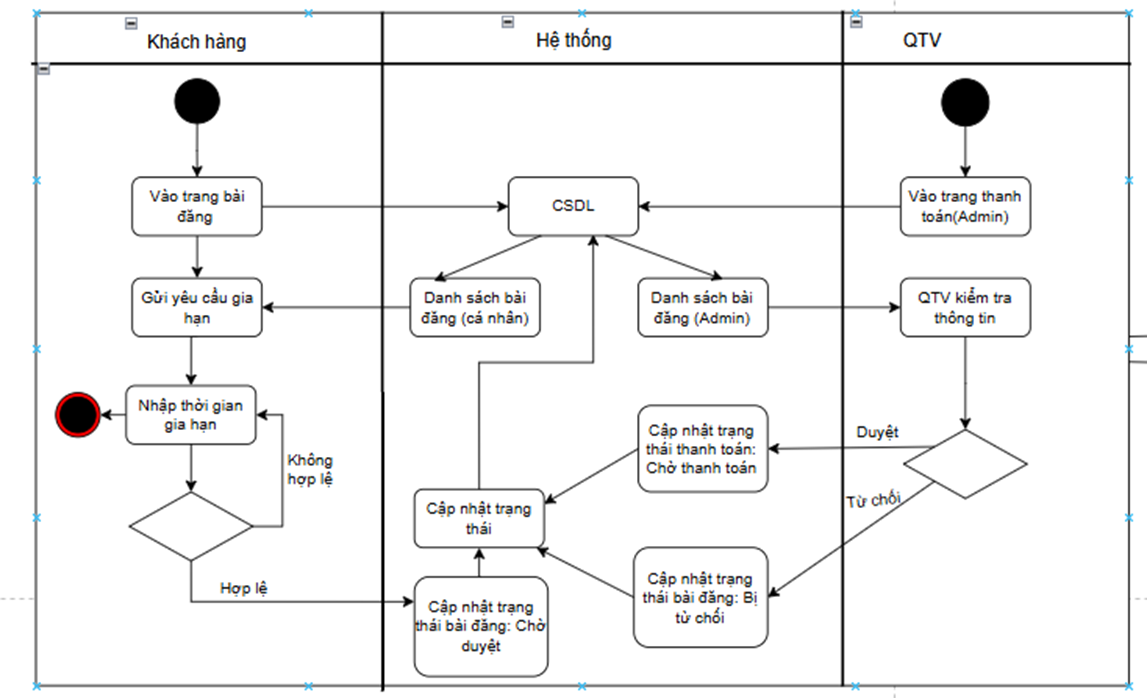 Khách hàng
Hệ thống
QTV
Vào trang bài
đăng
CSDL
Vào trang thanh
toán(Admin)
Gửi yêu cầu gia
hạn
Danh sách bài
đăng (cá nhân)
Danh sách bài
đăng (Admin)
QTV kiểm tra
thông tin
Nhập thời gian
gia hạn
Không
hợp lệ
Cập nhật trạng
thái thanh toán:
Chờ thanh toán
Duyệt
Từ chối
Cập nhật trạng
thái
Hợp lệ
Cập nhật trạng
thái bài đăng: Chờ
duyệt
Cập nhật trạng
thái bài đăng: Bị
từ chối